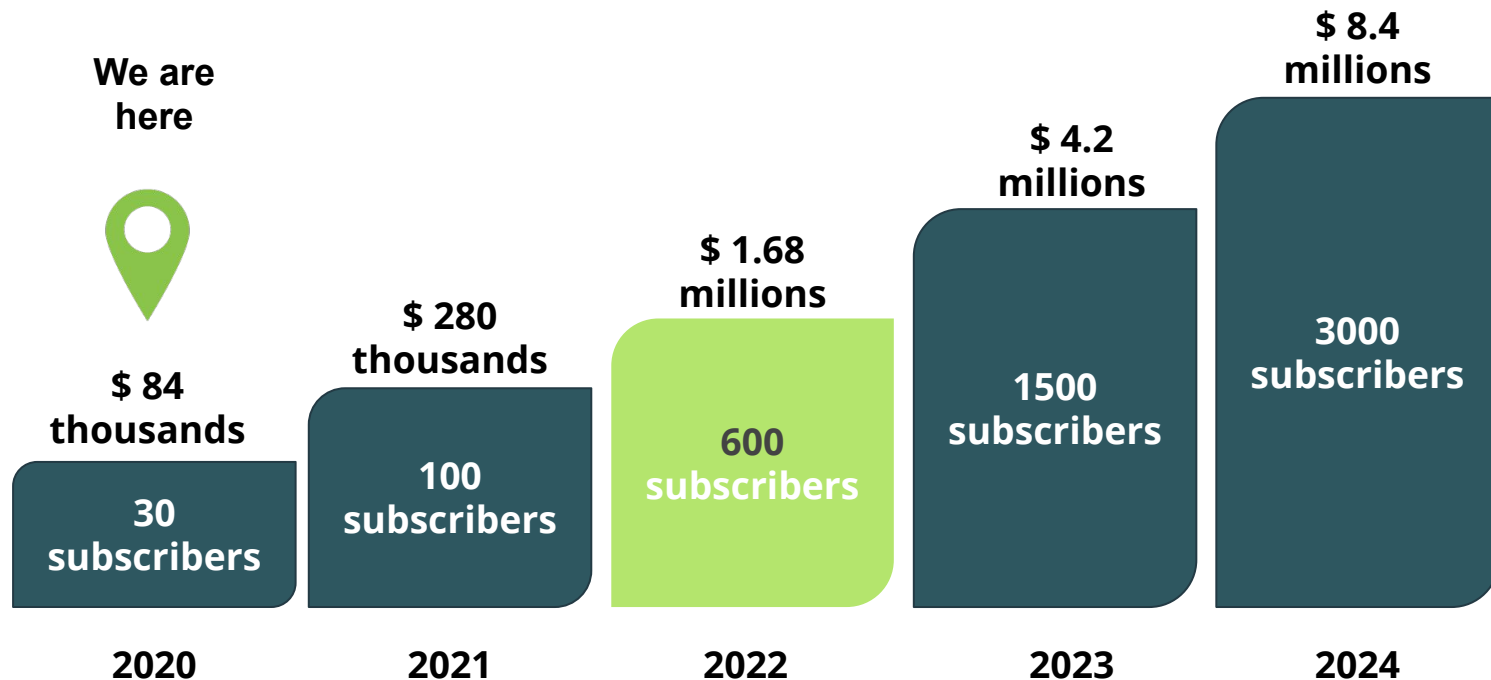 We are
here
$ 84
thousands
30
subscribers
2020
$ 280
thousands
100
subscribers
2021
$ 1.68
millions
600
subscribers
2022
$ 4.2
millions
1500
subscribers
2023
$ 8.4
millions
3000
subscribers
2024